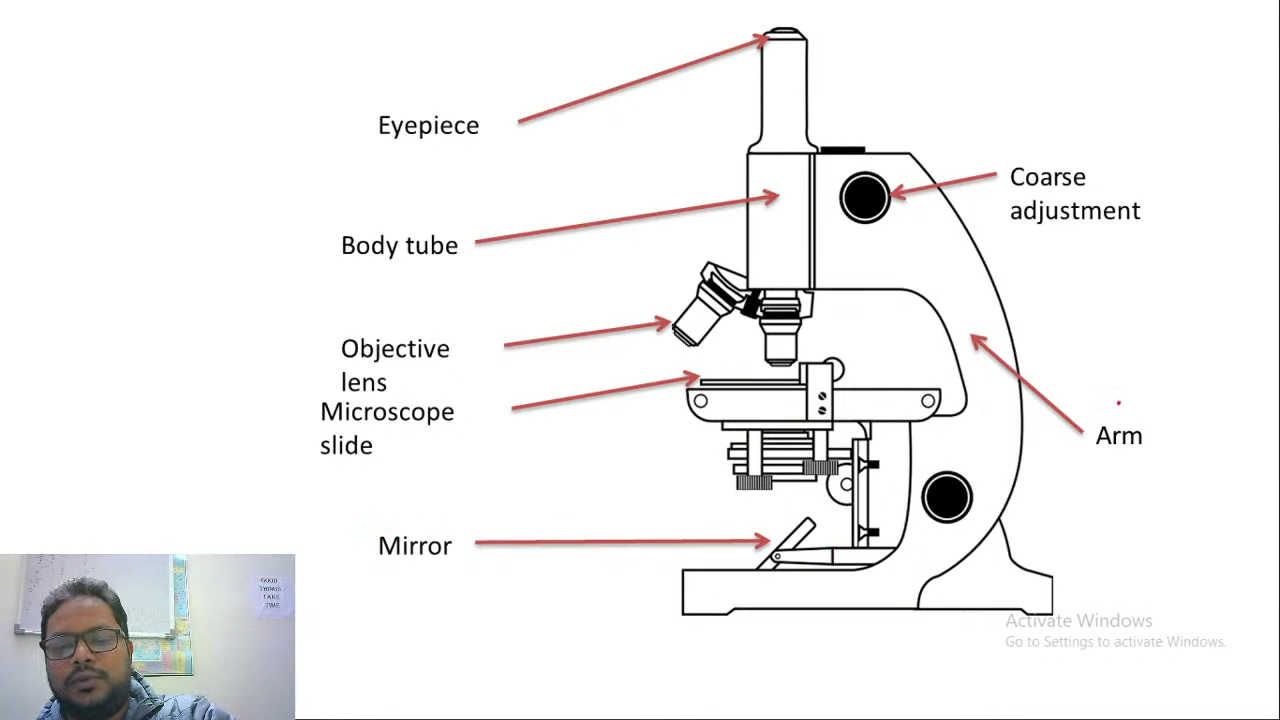 Eyepiece
Coarse
adjustment
Body tube
Objective
lens
Microscope
slide
Arm
Mirror
GOOD
THINGS
TAKE
TIME
Activate Windows
Go to Settings to activate Windows.